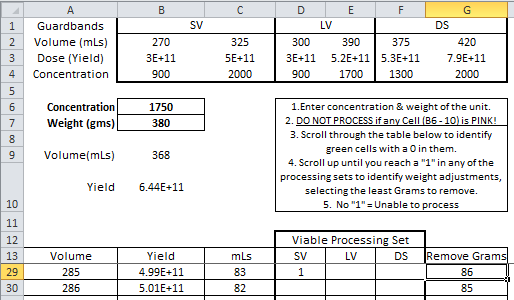 A B C D E F G
1 Guardbands SV LV DS
2 Volume (mLs) 270 325 300 390 375 420
3 Dose (Yield) 3E+11 5E+11 3E+11 5.2E+11 5.3E+11 7.9E+11
4 Concentration 900 2000 900 1700 1300 2000
5
6 Concentration 1750 1.Enter concentration & weight of the unit.
7 Weight (gms) 380 2. DO NOT PROCESS if any Cell (B6 - 10) is PINK!
8 3. Scroll through the table below to identify
green cells with a 0 in them.
9 Volume(mLs) 368
4. Scroll up until you reach a "1" in any of the
processing sets to identify weight adjustments,
Yield 6.44E+11
selecting the least Grams to remove.
10 5. No "1" = Unable to process
11
12 Viable Processing Set
13 Volume Yield mLs SV LV DS Remove Grams
29 285 4.99E+11 83 1 86
30 286 5.01E+11 82 85